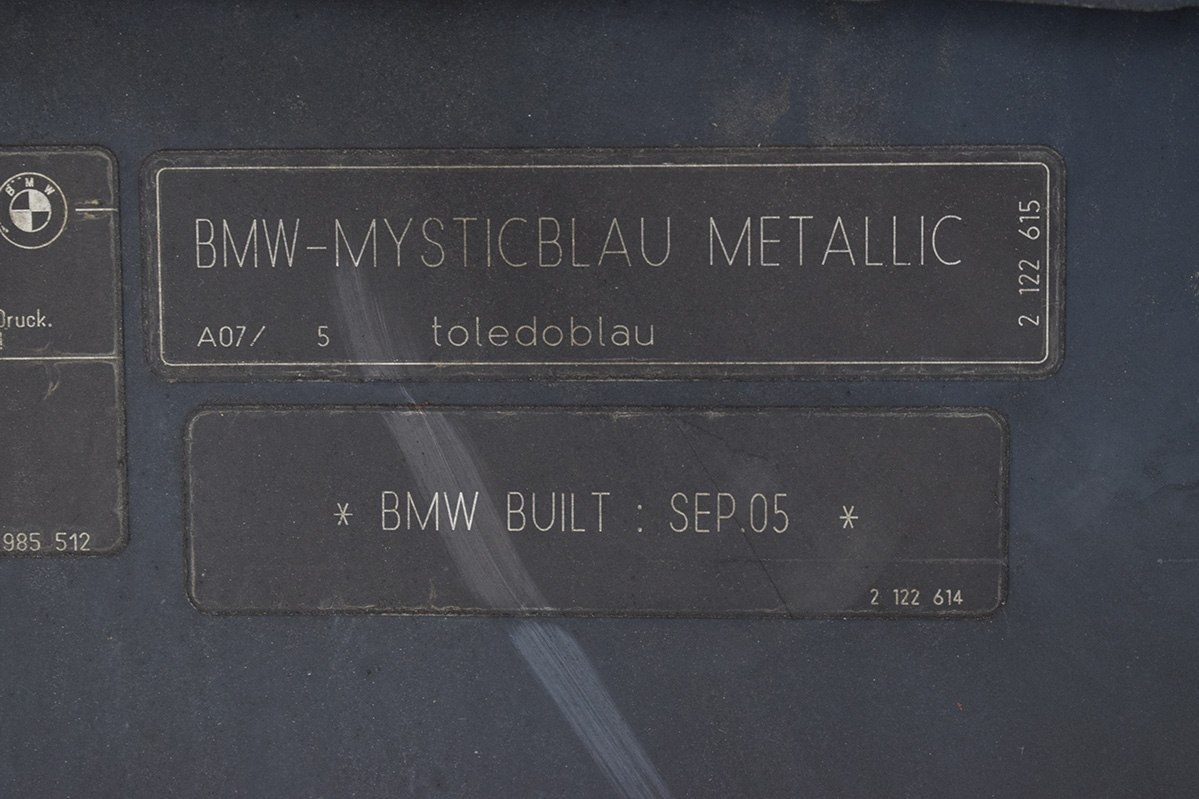 BMW
Druck.
985 512
BMW-MYSTICBLAU METALLIC
A07/ 5 toledoblau
2 122 615
* BMW BUILT : SEP.05 *
2 122 614